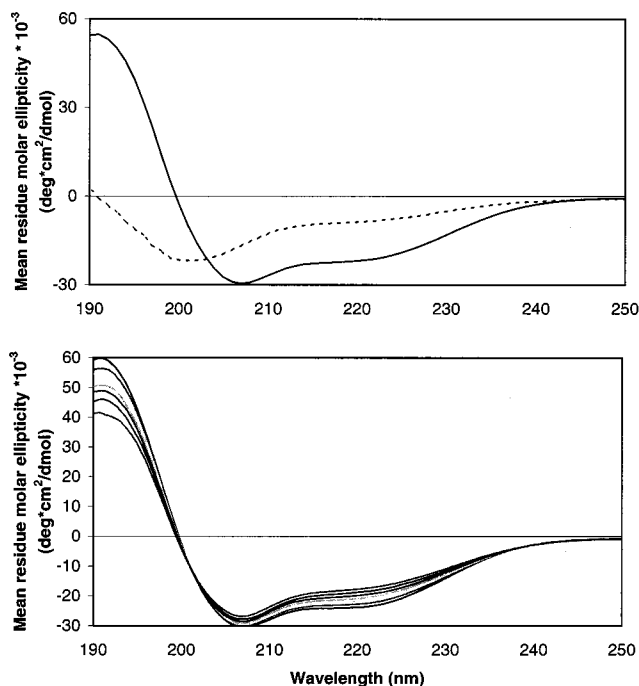 Mean residue molar ellipticity * 10⁻³
(deg*cm²/dmol)
60
30
0
-30
190 200 210 220 230 240 250
Mean residue molar ellipticity *10⁻³
(deg*cm²/dmol)
60
50
40
30
20
10
0
-10
-20
-30
190 200 210 220 230 240 250
Wavelength (nm)